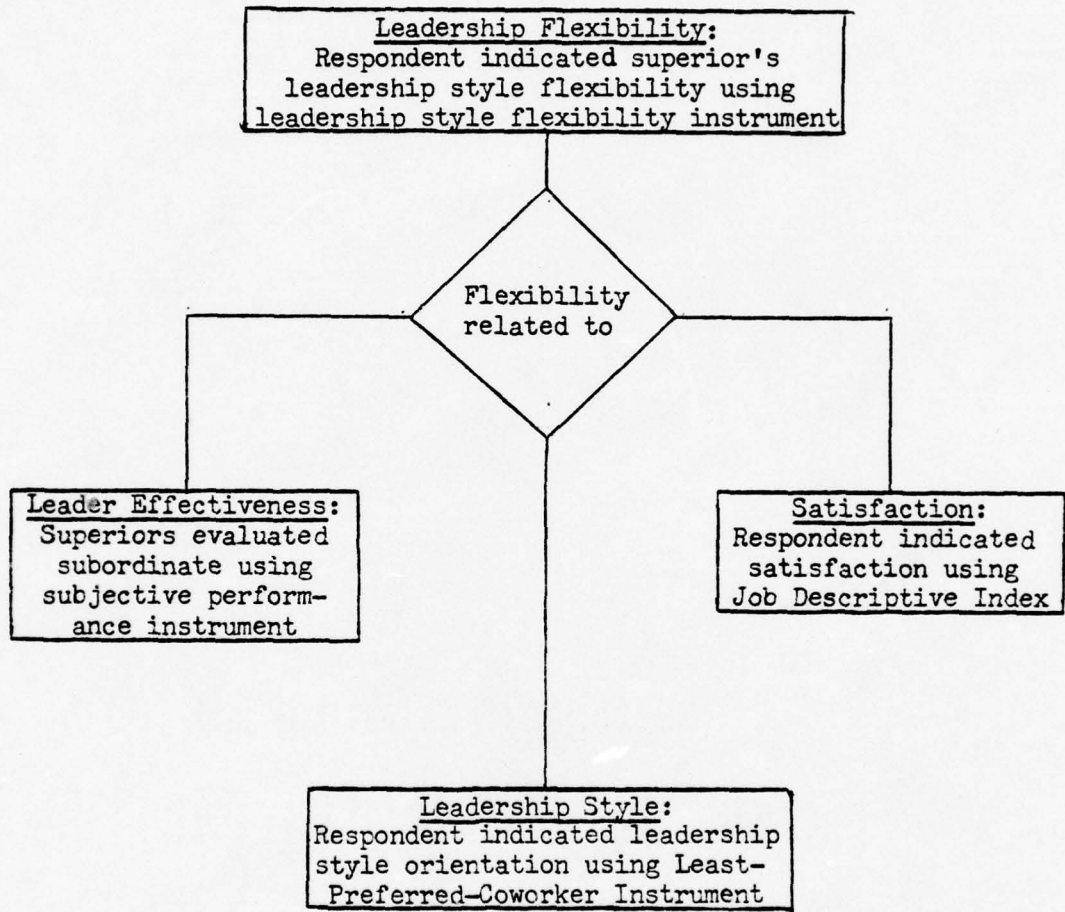 Leadership Flexibility:
Respondent indicated superior's
leadership style flexibility using
leadership style flexibility instrument
Flexibility
related to
Leader Effectiveness:
Superiors evaluated
subordinate using
subjective perform-
ance instrument
Satisfaction:
Respondent indicated
satisfaction using
Job Descriptive Index
Leadership Style:
Respondent indicated leadership
style orientation using Least-
Preferred-Coworker Instrument